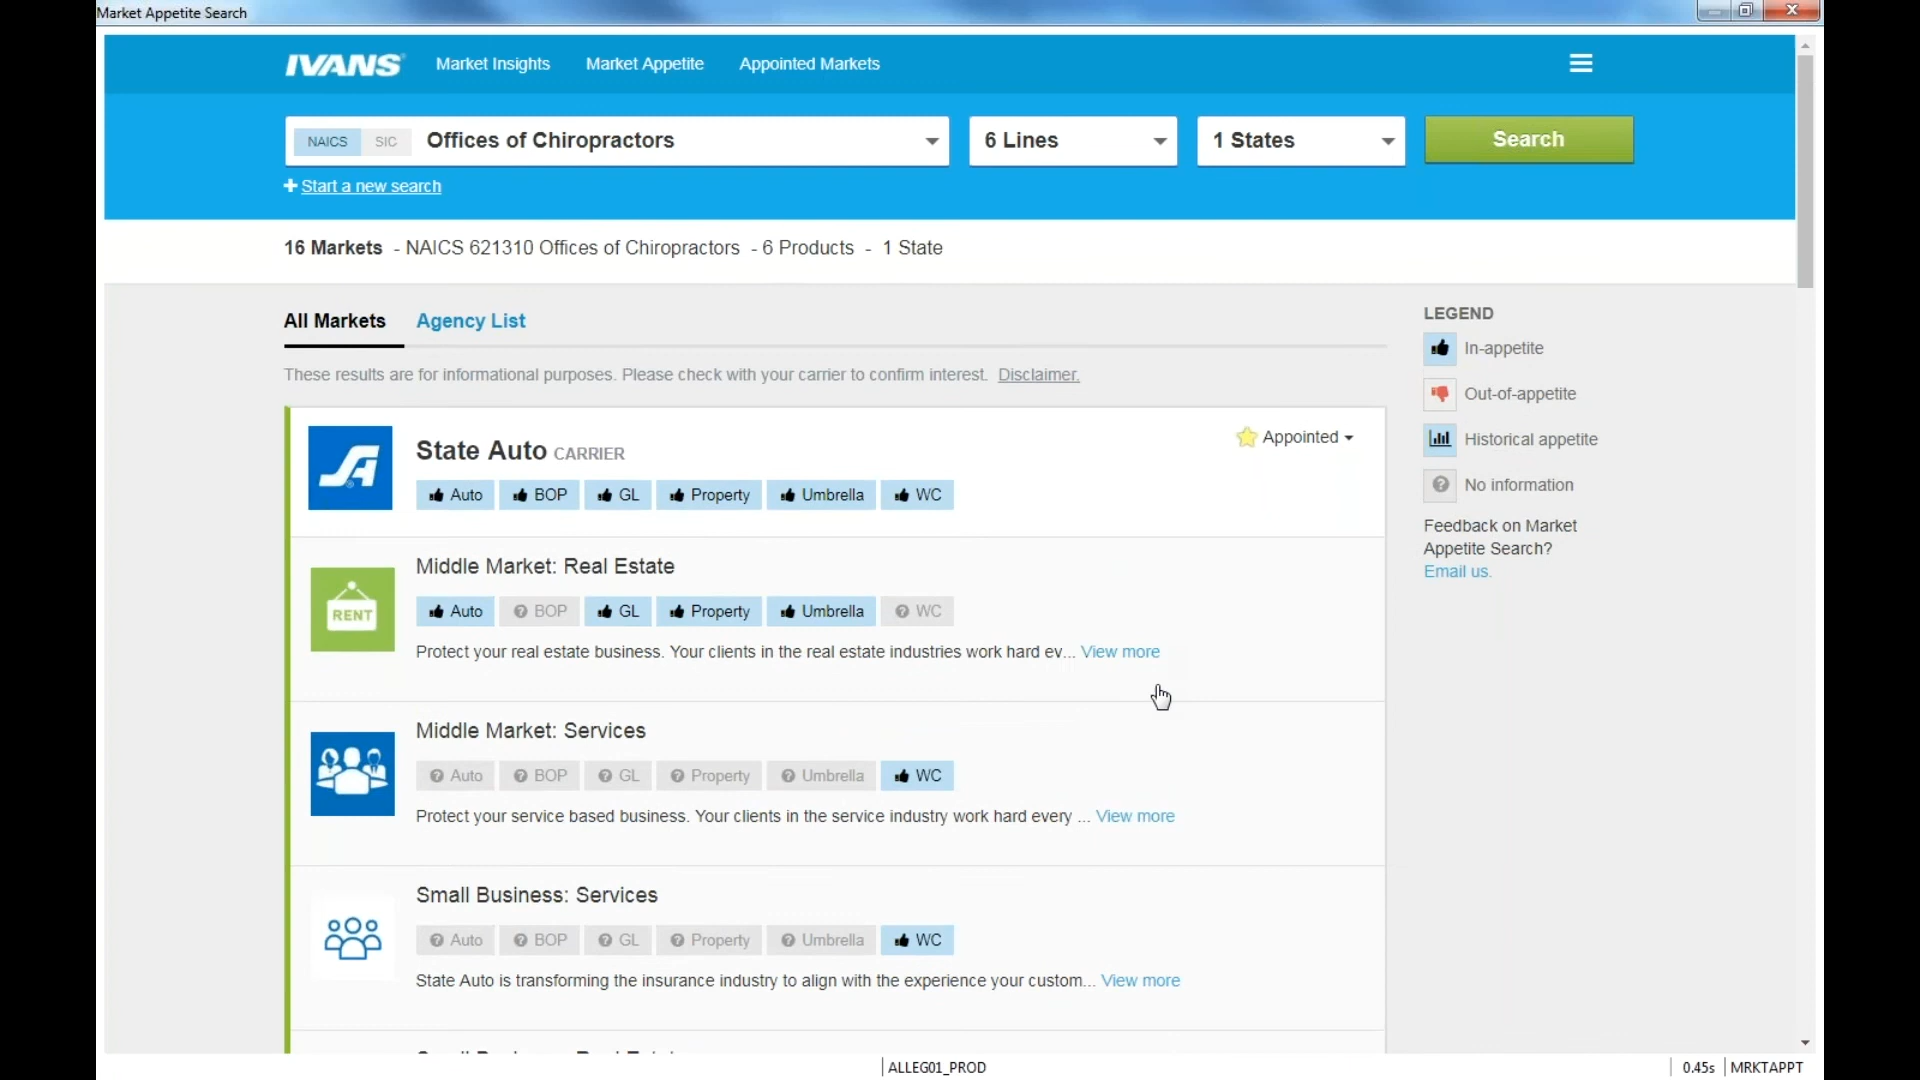 Market Appetite Search
IVANS Market Insights Market Appetite Appointed Markets
NAICS SIC Offices of Chiropractors 6 Lines 1 States Search
Start a new search
16 Markets - NAICS 621310 Offices of Chiropractors - 6 Products - 1 State
All Markets Agency List
These results are for informational purposes. Please check with your carrier to confirm interest. Disclaimer.
State Auto CARRIER
Appointed
Auto BOP GL Property Umbrella WC
RENT
Middle Market: Real Estate
Auto BOP GL Property Umbrella WC
Protect your real estate business. Your clients in the real estate industries work hard ev... View more
Middle Market: Services
Auto BOP GL Property Umbrella WC
Protect your service based business. Your clients in the service industry work hard every ... View more
Small Business: Services
Auto BOP GL Property Umbrella WC
State Auto is transforming the insurance industry to align with the experience your custom... View more
LEGEND
In-appetite
Out-of-appetite
Historical appetite
No information
Feedback on Market
Appetite Search?
Email us.
ALLEG01_PROD 0.45s MRKTAPPT